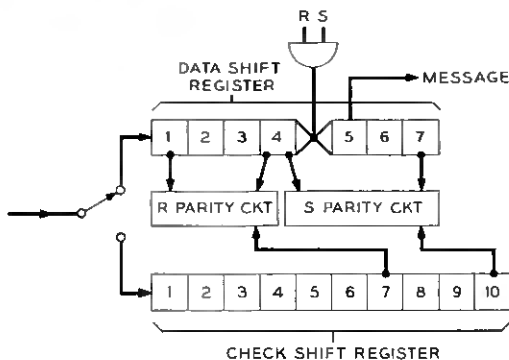 R S
DATA SHIFT
REGISTER
MESSAGE
1 2 3 4 5 6 7
R PARITY CKT
S PARITY CKT
1 2 3 4 5 6 7 8 9 10
CHECK SHIFT REGISTER